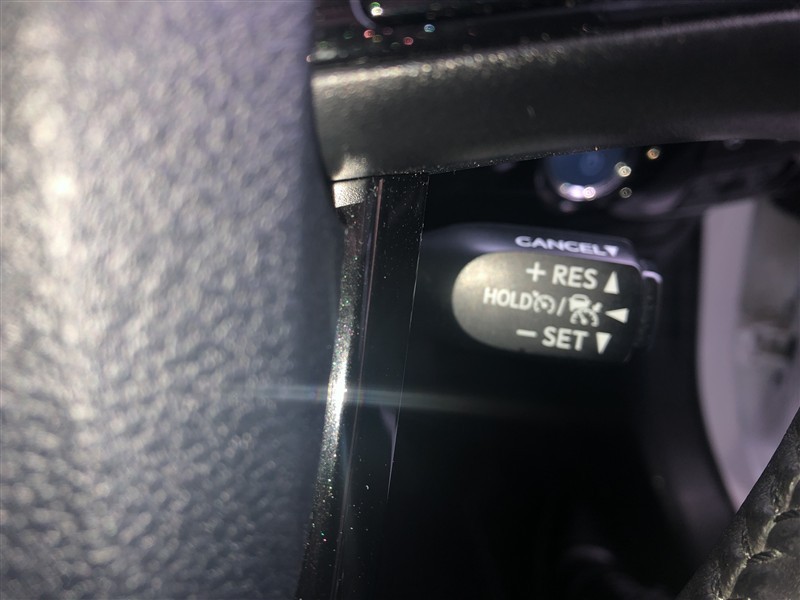 CANCEL▼
+ RES ▲
HOLD / ◀
− SET ▼